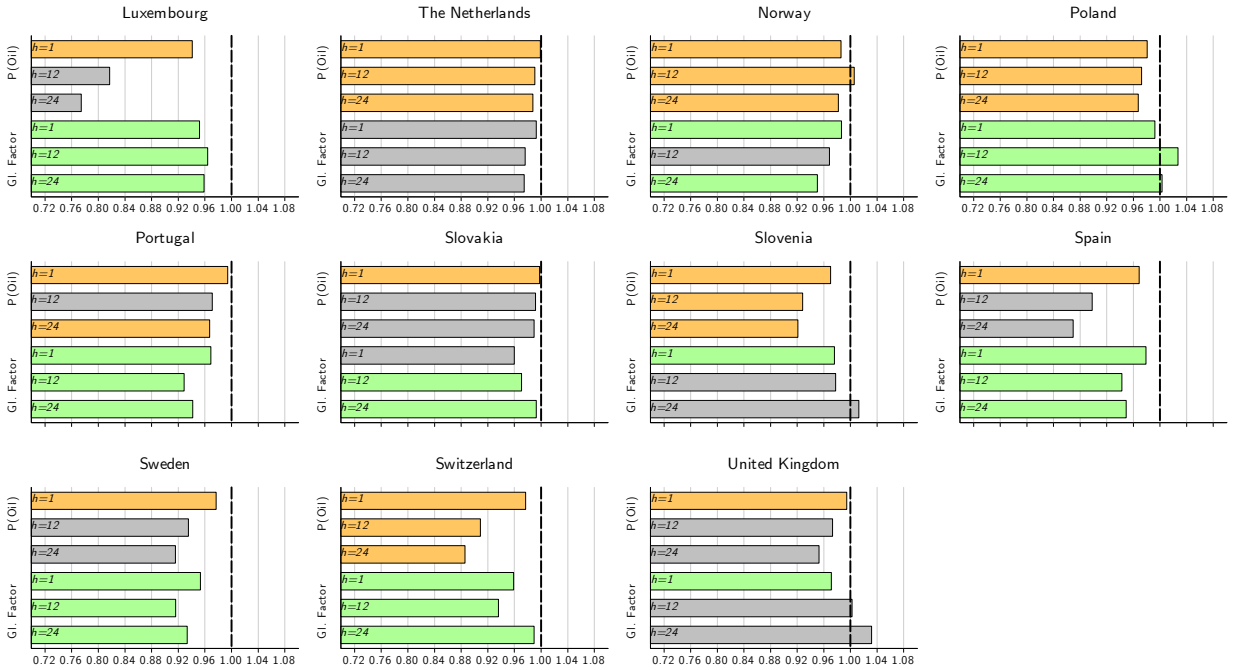 Luxembourg
P(Oil)
Gl. Factor
h=1
h=12
h=24
h=1
h=12
h=24
0.72 0.76 0.80 0.84 0.88 0.92 0.96 1.00 1.04 1.08
The Netherlands
P(Oil)
Gl. Factor
h=1
h=12
h=24
h=1
h=12
h=24
0.72 0.76 0.80 0.84 0.88 0.92 0.96 1.00 1.04 1.08
Norway
P(Oil)
Gl. Factor
h=1
h=12
h=24
h=1
h=12
h=24
0.72 0.76 0.80 0.84 0.88 0.92 0.96 1.00 1.04 1.08
Poland
P(Oil)
Gl. Factor
h=1
h=12
h=24
h=1
h=12
h=24
0.72 0.76 0.80 0.84 0.88 0.92 0.96 1.00 1.04 1.08
Portugal
P(Oil)
Gl. Factor
h=1
h=12
h=24
h=1
h=12
h=24
Slovakia
P(Oil)
Gl. Factor
h=1
h=12
h=24
h=1
h=12
h=24
Slovenia
P(Oil)
Gl. Factor
h=1
h=12
h=24
h=1
h=12
h=24
Spain
P(Oil)
Gl. Factor
h=1
h=12
h=24
h=1
h=12
h=24
Sweden
P(Oil)
Gl. Factor
h=1
h=12
h=24
h=1
h=12
h=24
0.72 0.76 0.80 0.84 0.88 0.92 0.96 1.00 1.04 1.08
Switzerland
P(Oil)
Gl. Factor
h=1
h=12
h=24
h=1
h=12
h=24
0.72 0.76 0.80 0.84 0.88 0.92 0.96 1.00 1.04 1.08
United Kingdom
P(Oil)
Gl. Factor
h=1
h=12
h=24
h=1
h=12
h=24
0.72 0.76 0.80 0.84 0.88 0.92 0.96 1.00 1.04 1.08